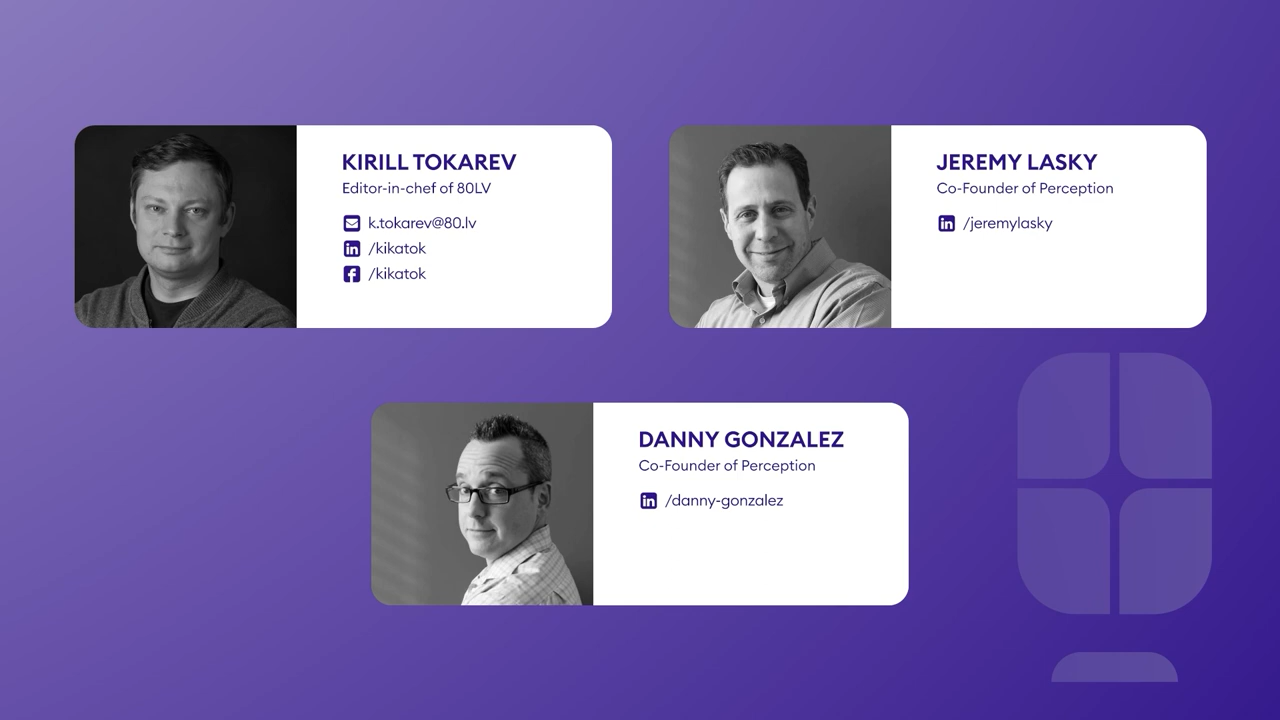 KIRILL TOKAREV
Editor-in-chef of 80LV
k.tokarev@80.lv
/kikatok
/kikatok
JEREMY LASKY
Co-Founder of Perception
/jeremylasky
DANNY GONZALEZ
Co-Founder of Perception
/danny-gonzalez